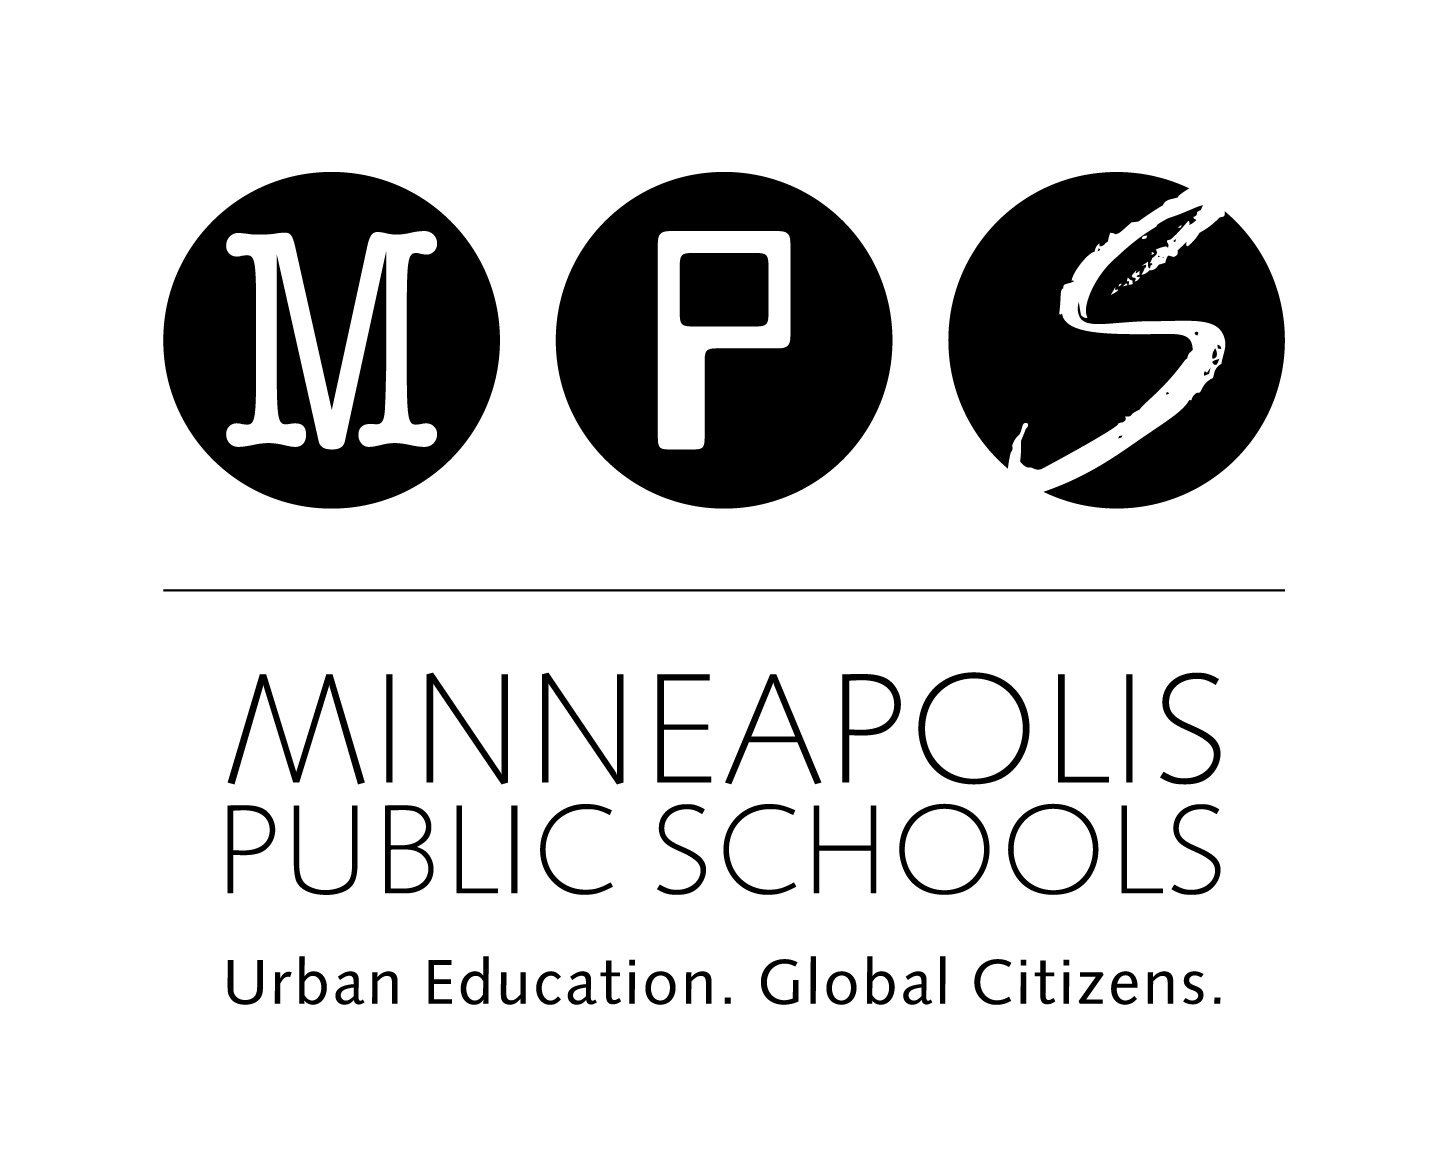 MPS
MINNEAPOLIS
PUBLIC SCHOOLS
Urban Education. Global Citizens.